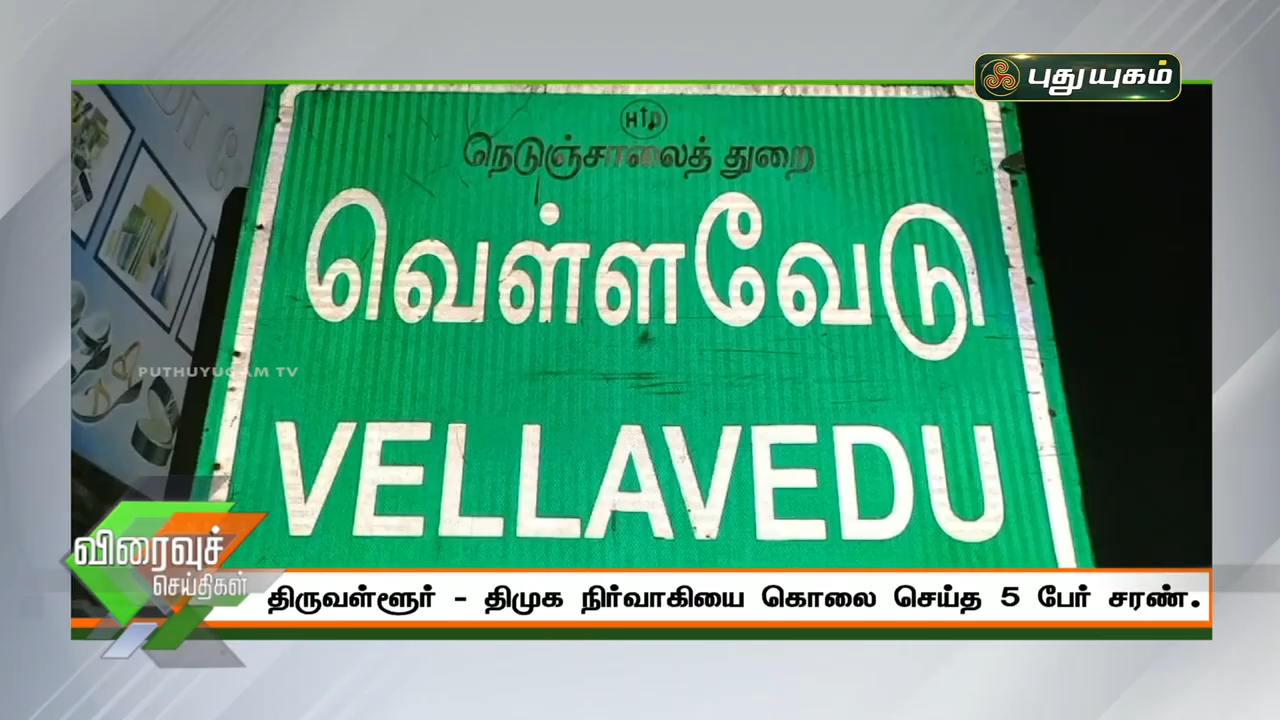 புதுயுகம்
HTD
நெடுஞ்சாலைத் துறை
வெள்ளவேடு
PUTHUYUGAM TV
VELLAVEDU
விரைவுச்
செய்திகள்
திருவள்ளூர் - திமுக நிர்வாகியை கொலை செய்த 5 பேர் சரண்.